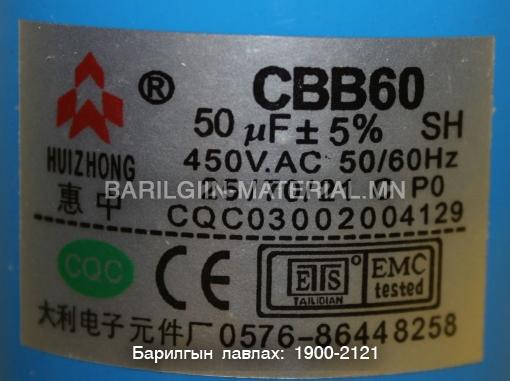 CBB60
®
50 µF ± 5% SH
HUIZHONG
450V.AC 50/60Hz
惠中
BARILGIIN-MATERIAL.MN
P0
CQC03002004129
CQC
CE
ETS
TAILIDIAN
EMC
tested
大利电子元件厂 0576-86448258
Барилгын лавлах: 1900-2121